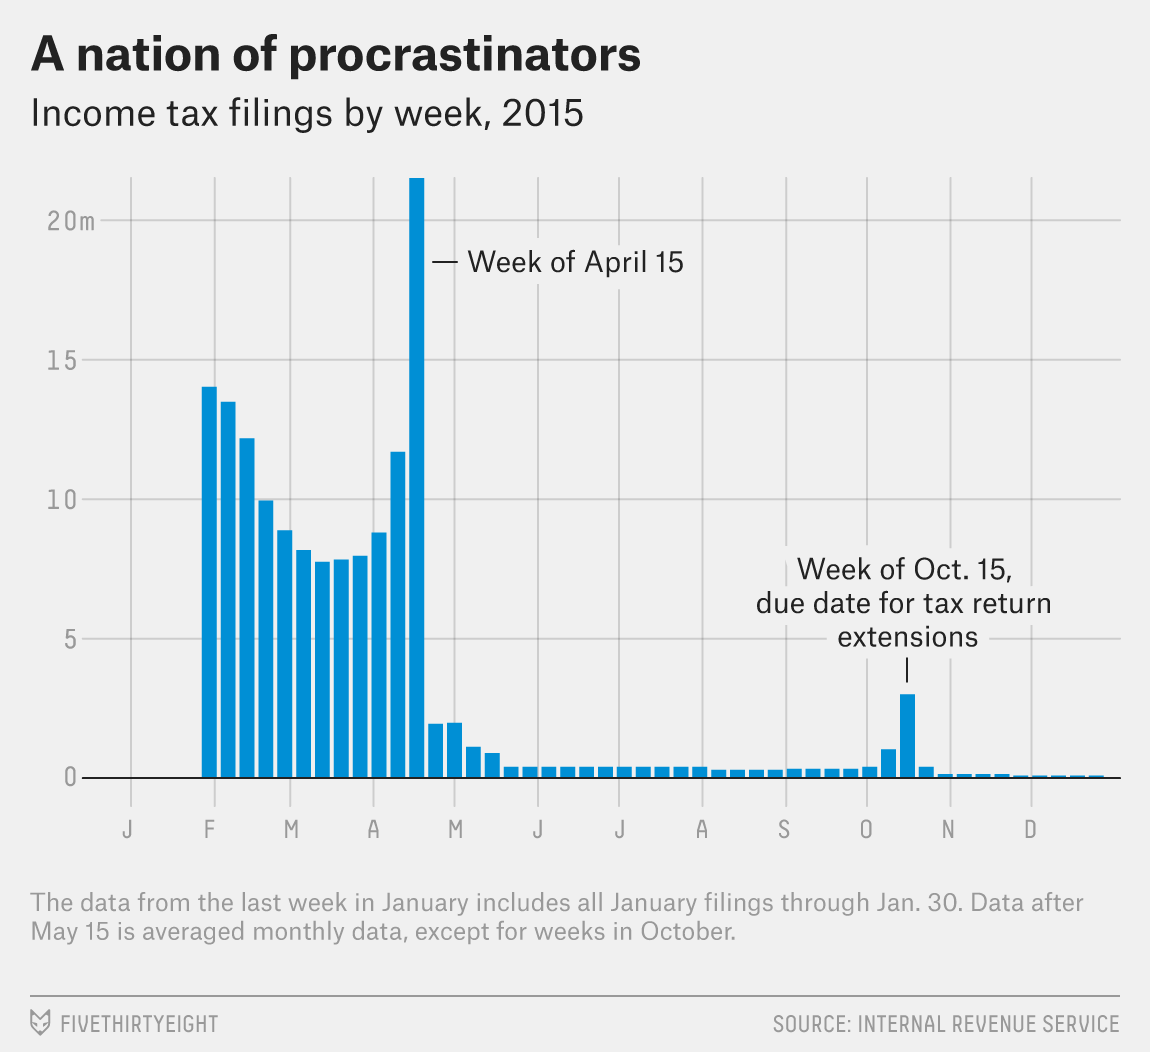 A nation of procrastinators
Income tax filings by week, 2015
20m
Week of April 15
15
10
Week of Oct. 15,
due date for tax return
extensions
5
0
J F M A M J J A S O N D
The data from the last week in January includes all January filings through Jan. 30. Data after
May 15 is averaged monthly data, except for weeks in October.
FIVETHIRTYEIGHT
SOURCE: INTERNAL REVENUE SERVICE